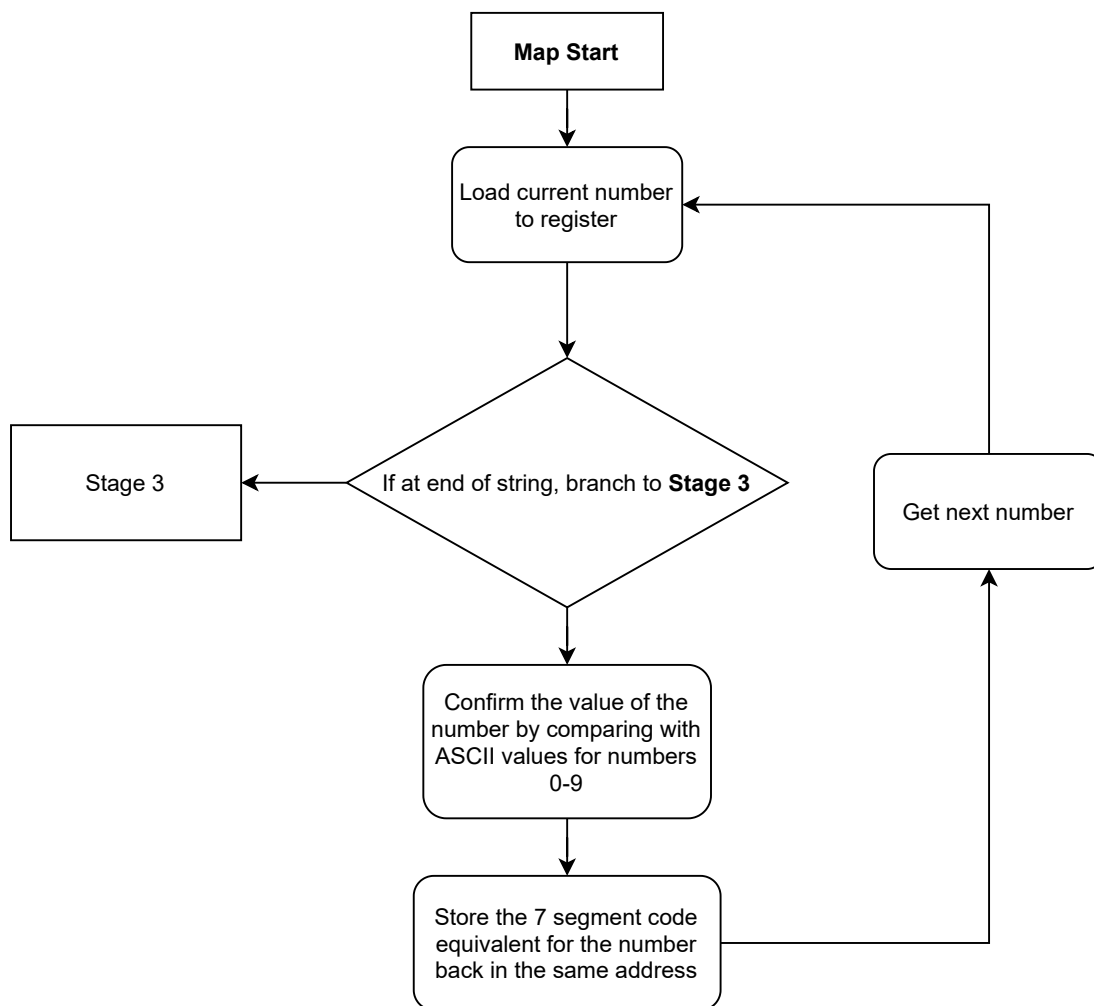 Map Start
Load current number
to register
If at end of string, branch to Stage 3
Stage 3
Get next number
Confirm the value of the
number by comparing with
ASCII values for numbers
0-9
Store the 7 segment code
equivalent for the number
back in the same address